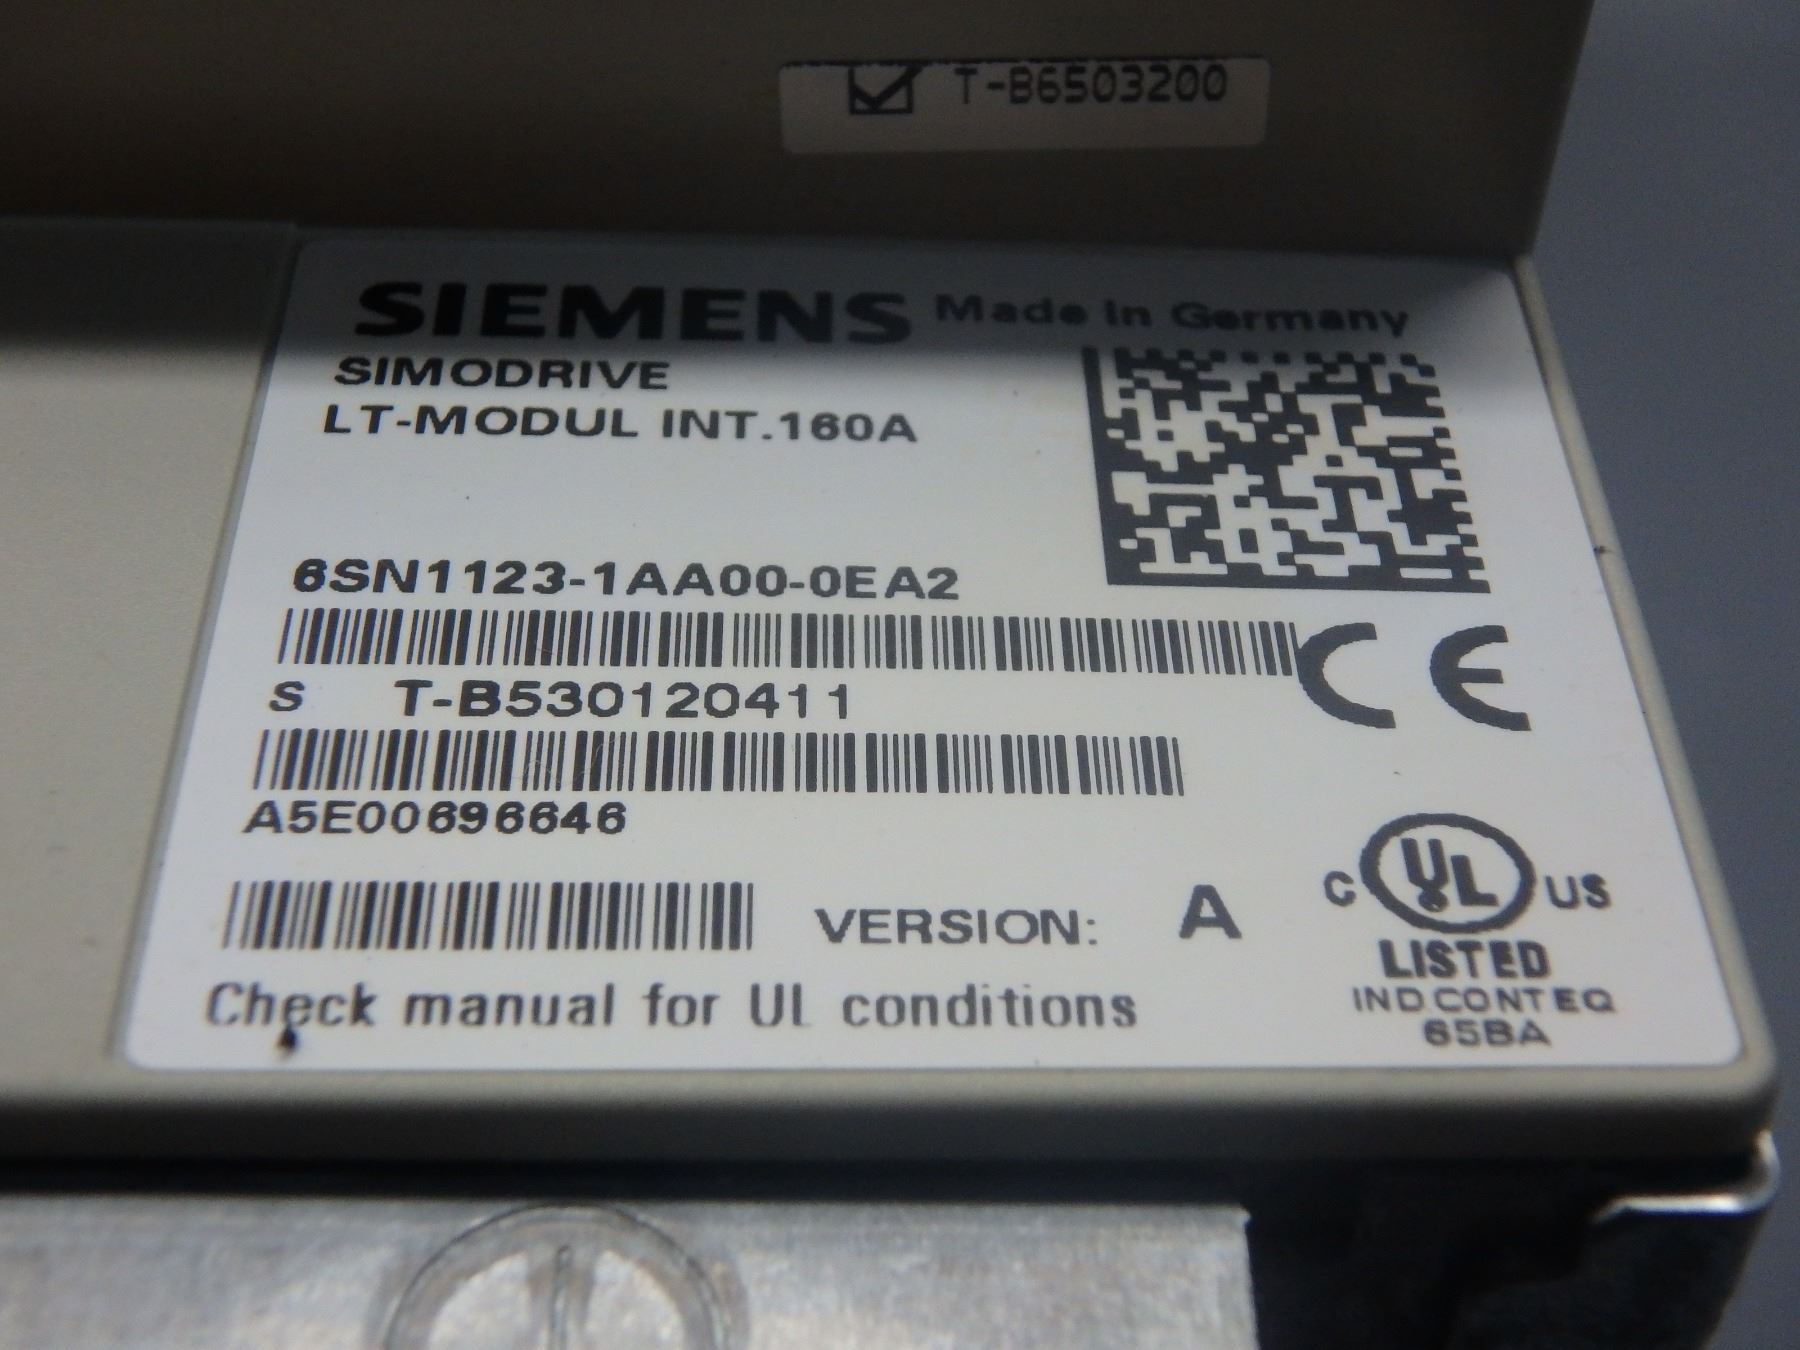 T-B6503200
SIEMENS Made in Germany
SIMODRIVE
LT-MODUL INT.160A
6SN1123-1AA00-0EA2
S T-B530120411
A5E00696646
VERSION: A
Check manual for UL conditions
CE
C UL US
LISTED
IND CONT EQ
65BA